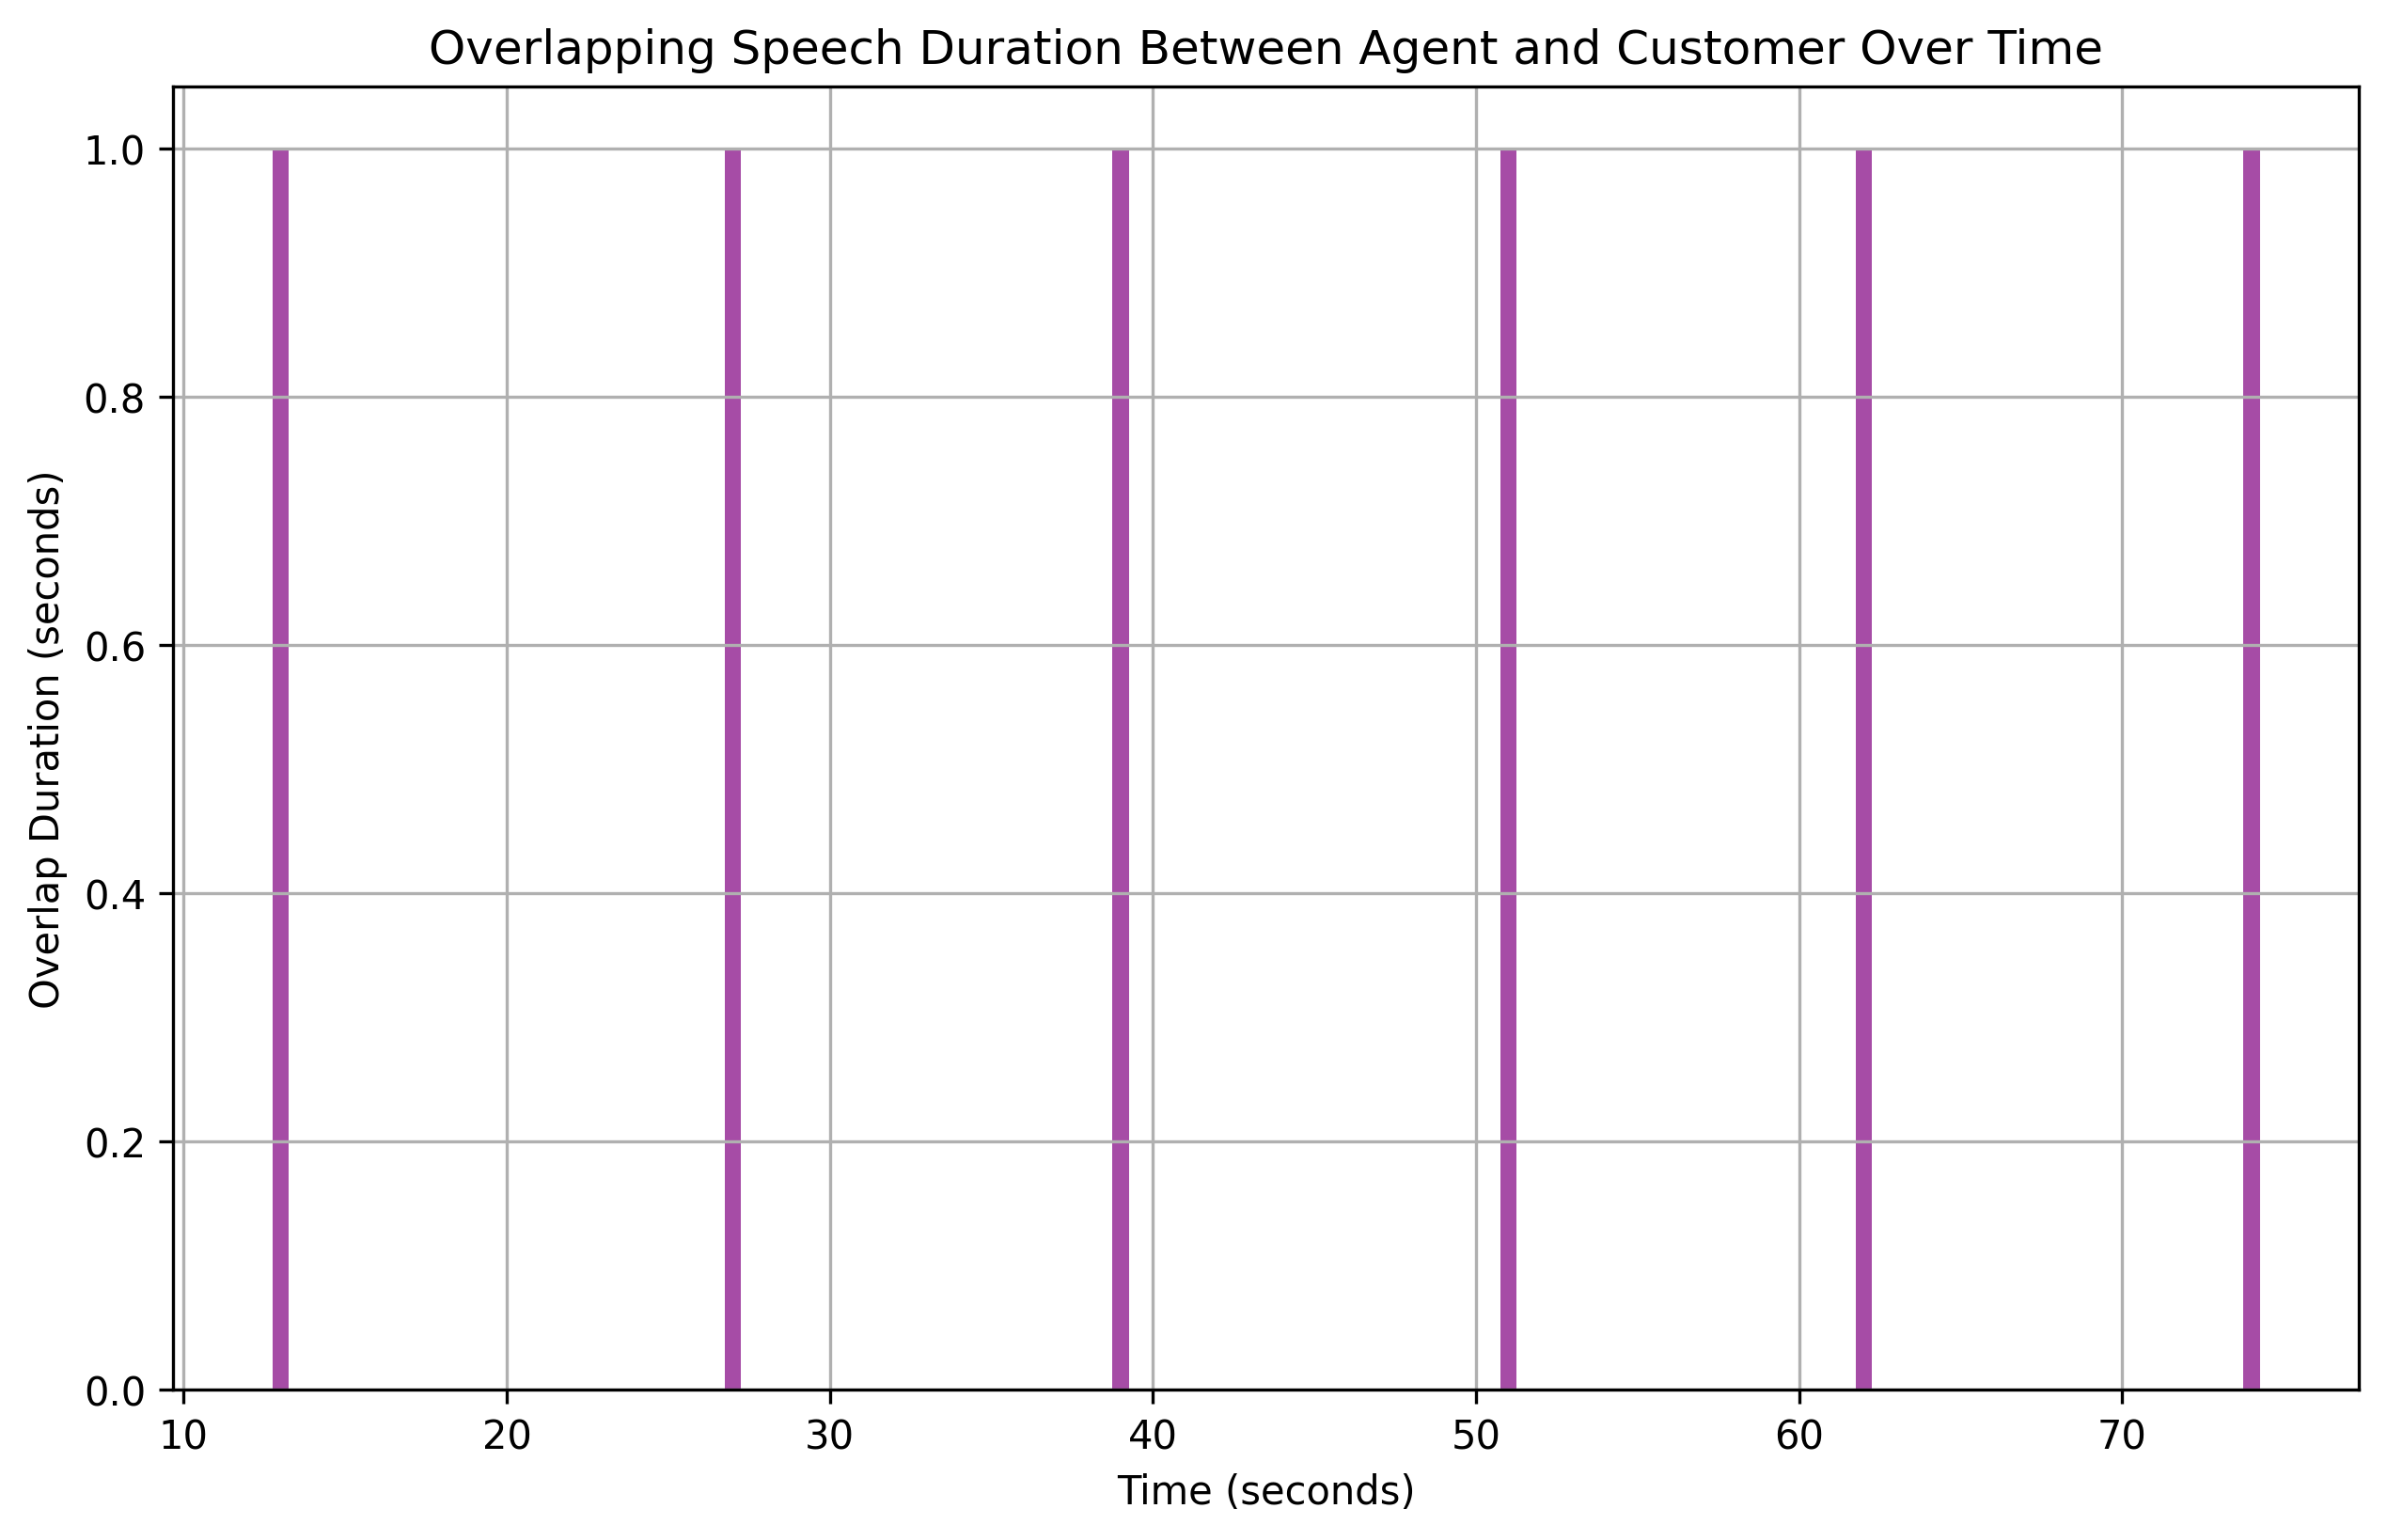 Overlapping Speech Duration Between Agent and Customer Over Time
Overlap Duration (seconds)
1.0
0.8
0.6
0.4
0.2
0.0
10 20 30 40 50 60 70
Time (seconds)